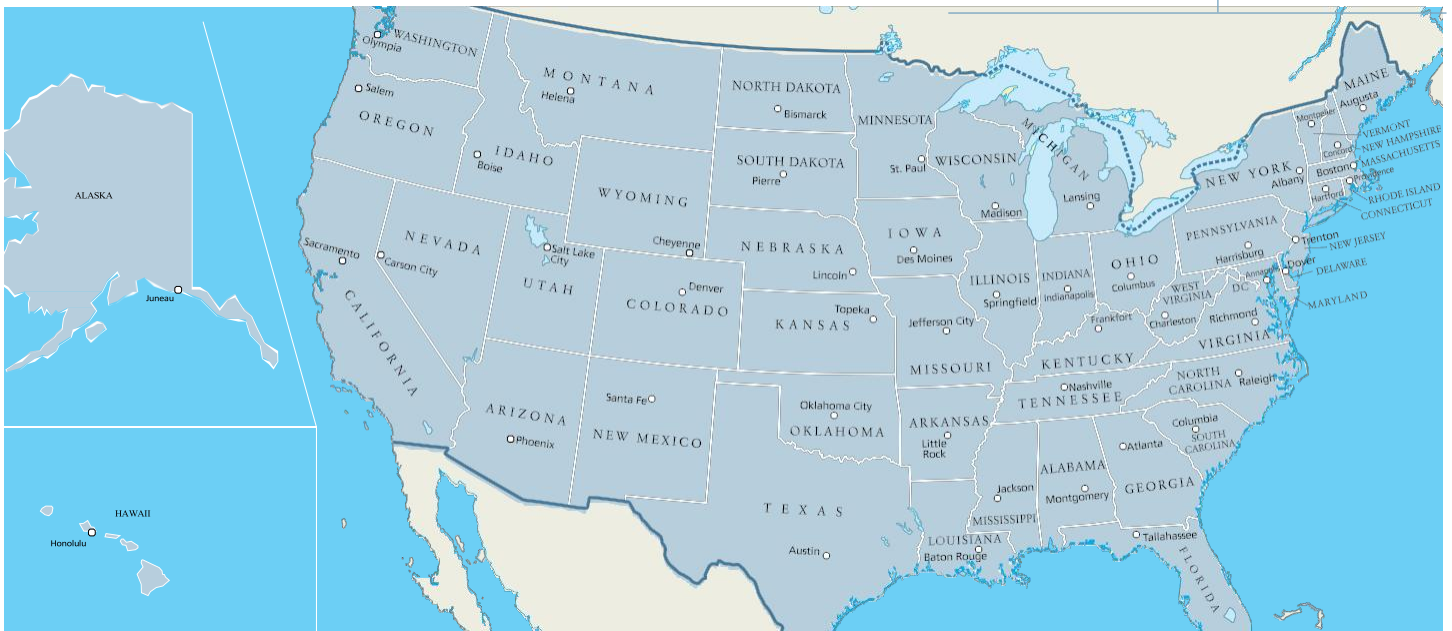 WASHINGTON
Olympia
MONTANA
Helena
NORTH DAKOTA
Bismarck
MINNESOTA
St. Paul
MAINE
Augusta
Montpelier
VERMONT
NEW HAMPSHIRE
Concord
MASSACHUSETTS
Boston
Providence
Salem
OREGON
IDAHO
Boise
SOUTH DAKOTA
Pierre
WISCONSIN
Madison
MICHIGAN
Lansing
NEW YORK
Albany
Hartford
RHODE ISLAND
CONNECTICUT
ALASKA
Juneau
WYOMING
Cheyenne
NEVADA
Carson City
Sacramento
CALIFORNIA
Salt Lake
City
UTAH
Denver
COLORADO
NEBRASKA
Lincoln
IOWA
Des Moines
ILLINOIS
Springfield
INDIANA
Indianapolis
OHIO
Columbus
PENNSYLVANIA
Harrisburg
Trenton
NEW JERSEY
Annapolis
Dover
DELAWARE
DC
MARYLAND
WEST
VIRGINIA
Charleston
Richmond
VIRGINIA
Topeka
KANSAS
Jefferson City
MISSOURI
Frankfort
KENTUCKY
Nashville
TENNESSEE
NORTH
CAROLINA
Raleigh
ARIZONA
Phoenix
Santa Fe
NEW MEXICO
Oklahoma City
OKLAHOMA
ARKANSAS
Little
Rock
Columbia
SOUTH
CAROLINA
Atlanta
GEORGIA
ALABAMA
Montgomery
Jackson
MISSISSIPPI
TEXAS
Austin
LOUISIANA
Baton Rouge
Tallahassee
FLORIDA
HAWAII
Honolulu